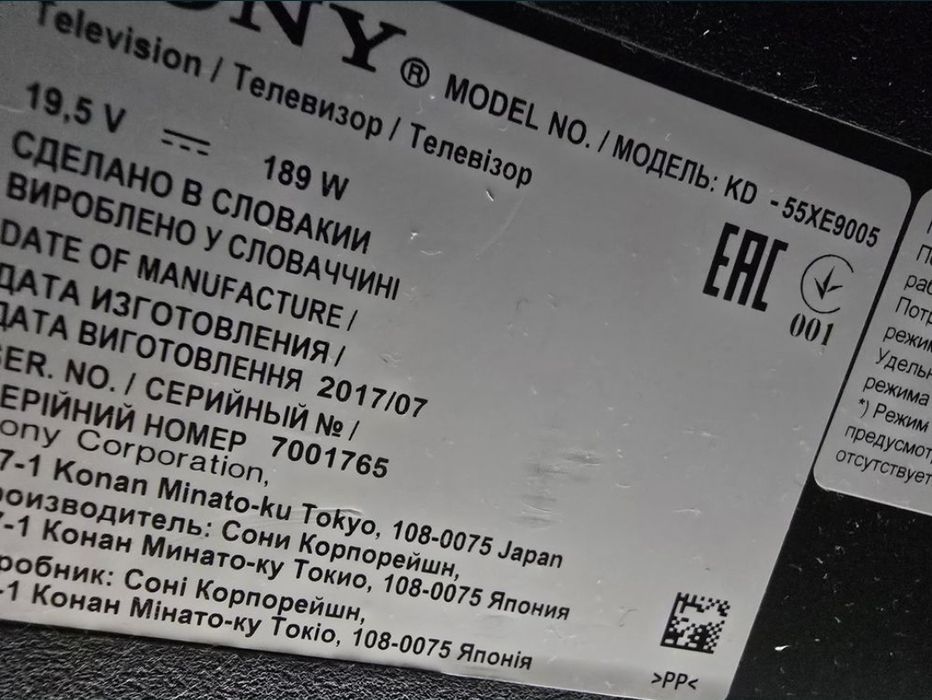 SONY® MODEL NO. / МОДЕЛЬ: KD -55XE9005
Television / Телевизор / Телевізор
19,5 V ⎓ 189 W
СДЕЛАНО В СЛОВАКИИ
ВИРОБЛЕНО У СЛОВАЧЧИНІ
DATE OF MANUFACTURE /
ДАТА ИЗГОТОВЛЕНИЯ /
ДАТА ВИГОТОВЛЕННЯ 2017/07
SER. NO. / СЕРИЙНЫЙ № /
СЕРІЙНИЙ НОМЕР 7001765
Sony Corporation,
7-1 Konan Minato-ku Tokyo, 108-0075 Japan
роизводитель: Сони Корпорейшн,
7-1 Конан Минато-ку Токио, 108-0075 Япония
робник: Соні Корпорейшн,
-1 Конан Мінато-ку Токіо, 108-0075 Японія
EAC
001
>PP<
раб
Потр
режим
Удельн
режима
*) Режим
предусмот
отсутствует